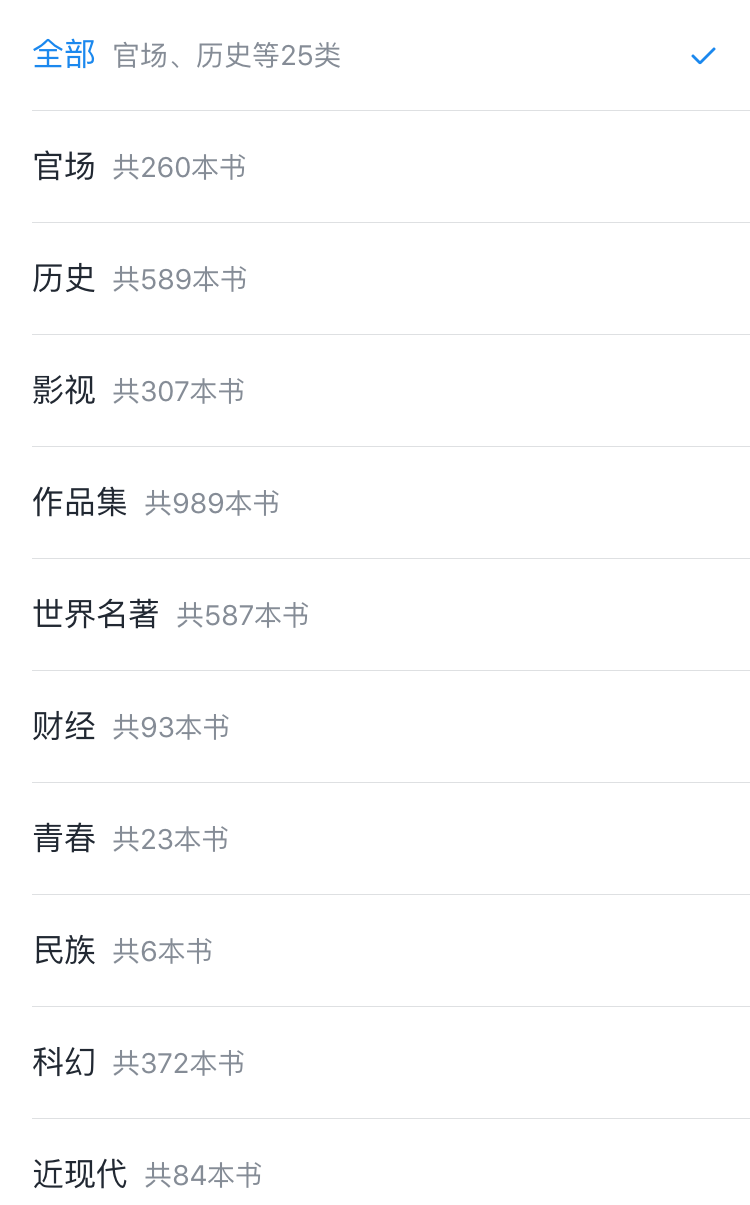 全部 官场、历史等25类
官场 共260本书
历史 共589本书
影视 共307本书
作品集 共989本书
世界名著 共587本书
财经 共93本书
青春 共23本书
民族 共6本书
科幻 共372本书
近现代 共84本书